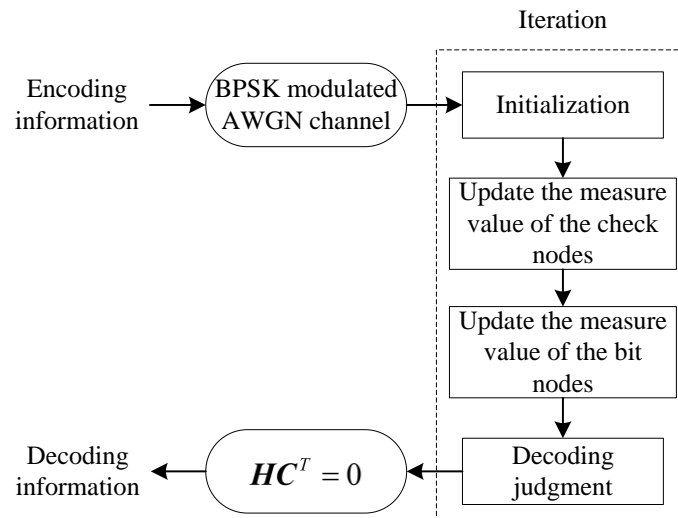 Iteration
Encoding
information
BPSK modulated
AWGN channel
Initialization
Update the measure
value of the check
nodes
Update the measure
value of the bit
nodes
Decoding
judgment
HC^T = 0
Decoding
information